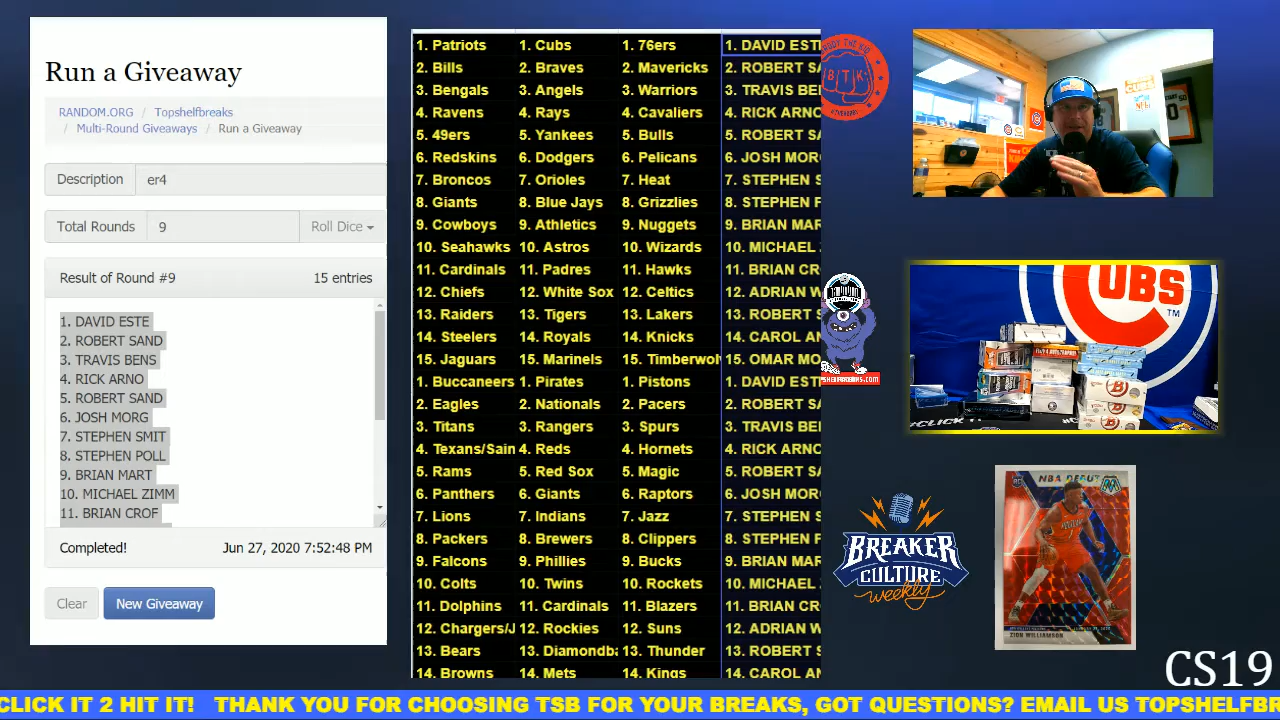 Run a Giveaway
RANDOM.ORG / Topshelfbreaks
/ Multi-Round Giveaways / Run a Giveaway
Description er4
Total Rounds 9 Roll Dice
Result of Round #9 15 entries
1. DAVID ESTE
2. ROBERT SAND
3. TRAVIS BENS
4. RICK ARNO
5. ROBERT SAND
6. JOSH MORG
7. STEPHEN SMIT
8. STEPHEN POLL
9. BRIAN MART
10. MICHAEL ZIMM
11. BRIAN CROF
Completed! Jun 27, 2020 7:52:48 PM
Clear New Giveaway
1. Patriots 1. Cubs 1. 76ers 1. DAVID EST
2. Bills 2. Braves 2. Mavericks 2. ROBERT SA
3. Bengals 3. Angels 3. Warriors 3. TRAVIS BE
4. Ravens 4. Rays 4. Cavaliers 4. RICK ARNO
5. 49ers 5. Yankees 5. Bulls 5. ROBERT SA
6. Redskins 6. Dodgers 6. Pelicans 6. JOSH MOR
7. Broncos 7. Orioles 7. Heat 7. STEPHEN S
8. Giants 8. Blue Jays 8. Grizzlies 8. STEPHEN F
9. Cowboys 9. Athletics 9. Nuggets 9. BRIAN MAR
10. Seahawks 10. Astros 10. Wizards 10. MICHAEL
11. Cardinals 11. Padres 11. Hawks 11. BRIAN CR
12. Chiefs 12. White Sox 12. Celtics 12. ADRIAN W
13. Raiders 13. Tigers 13. Lakers 13. ROBERT S
14. Steelers 14. Royals 14. Knicks 14. CAROL AN
15. Jaguars 15. Marinels 15. Timberwol 15. OMAR MO
1. Buccaneers 1. Pirates 1. Pistons 1. DAVID EST
2. Eagles 2. Nationals 2. Pacers 2. ROBERT SA
3. Titans 3. Rangers 3. Spurs 3. TRAVIS BE
4. Texans/Sain 4. Reds 4. Hornets 4. RICK ARNO
5. Rams 5. Red Sox 5. Magic 5. ROBERT SA
6. Panthers 6. Giants 6. Raptors 6. JOSH MOR
7. Lions 7. Indians 7. Jazz 7. STEPHEN S
8. Packers 8. Brewers 8. Clippers 8. STEPHEN F
9. Falcons 9. Phillies 9. Bucks 9. BRIAN MAR
10. Colts 10. Twins 10. Rockets 10. MICHAEL
11. Dolphins 11. Cardinals 11. Blazers 11. BRIAN CR
12. Chargers/J 12. Rockies 12. Suns 12. ADRIAN W
13. Bears 13. Diamondba 13. Thunder 13. ROBERT S
14. Browns 14. Mets 14. Kings 14. CAROL AN
BTK
UBS
TM
BREAKER
CULTURE
weekly
NBA DEBUT
ZION WILLIAMSON
CS19
CLICK IT 2 HIT IT! THANK YOU FOR CHOOSING TSB FOR YOUR BREAKS, GOT QUESTIONS? EMAIL US TOPSHELFBR